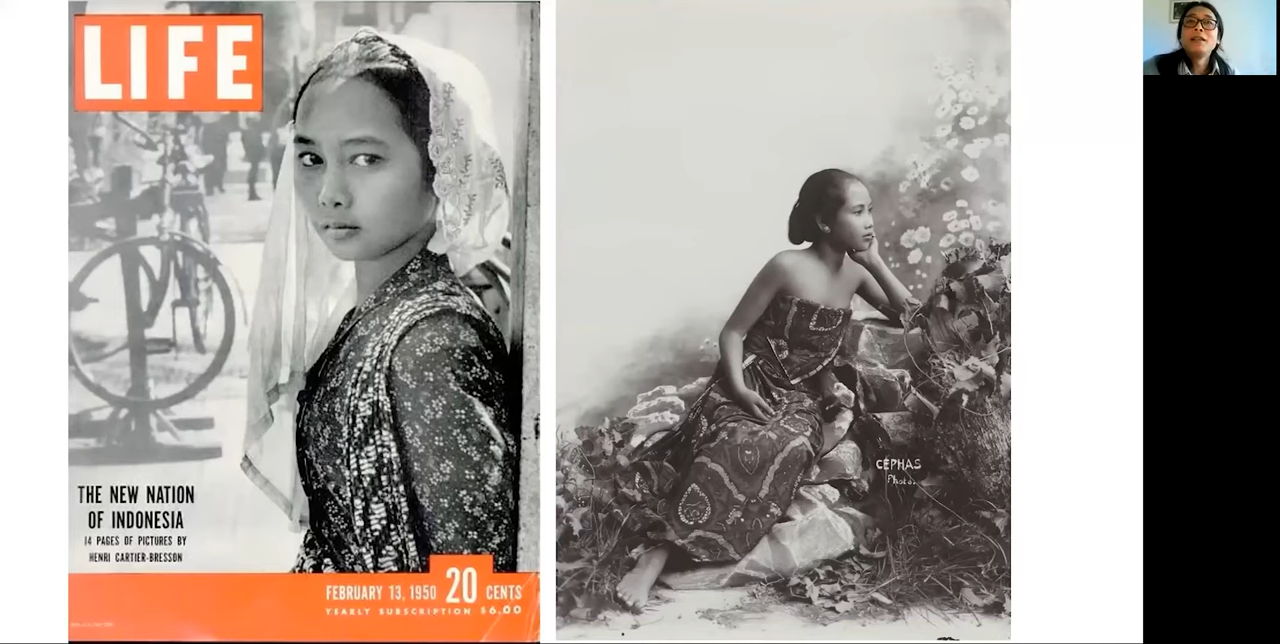 LIFE
THE NEW NATION
OF INDONESIA
14 PAGES OF PICTURES BY
HENRI CARTIER-BRESSON
FEBRUARY 13, 1950 20 CENTS
YEARLY SUBSCRIPTION $6.00
CEPHAS
Photo.